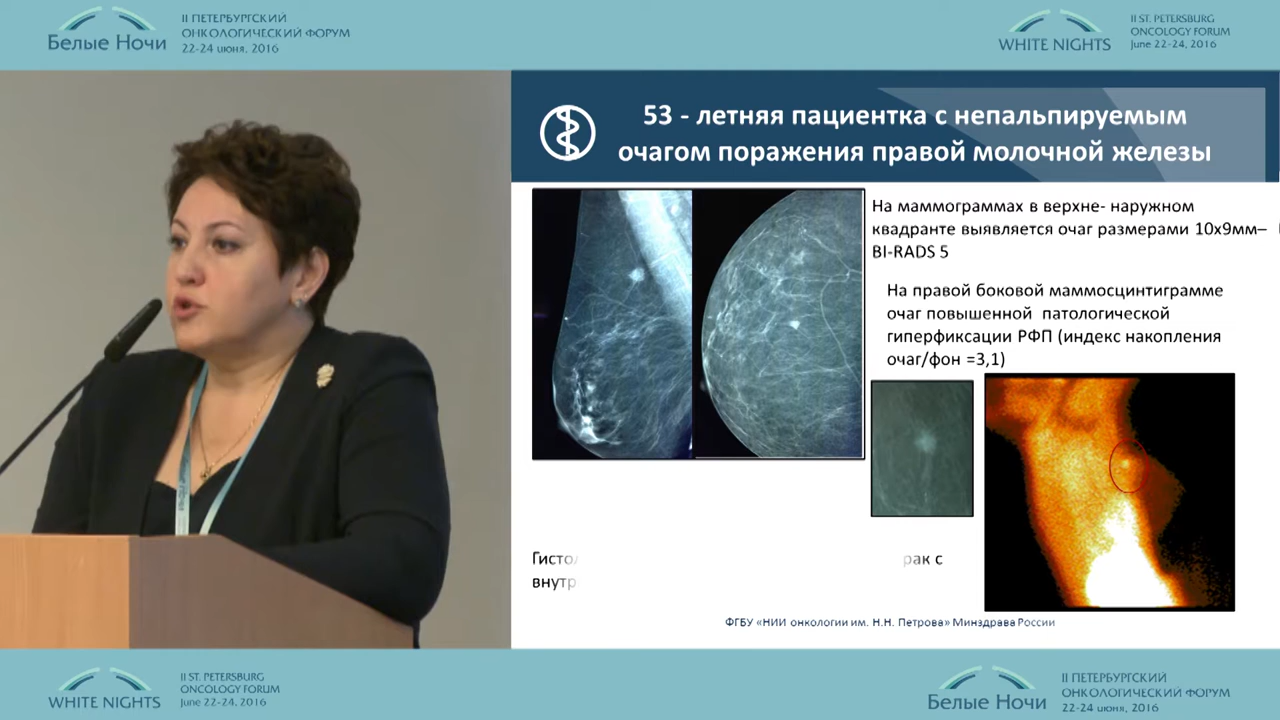 II ПЕТЕРБУРГСКИЙ
ОНКОЛОГИЧЕСКИЙ ФОРУМ
Белые Ночи
22-24 июня, 2016
II ST. PETERSBURG
ONCOLOGY FORUM
WHITE NIGHTS
June 22-24, 2016
53 - летняя пациентка с непальпируемым
очагом поражения правой молочной железы
На маммограммах в верхне- наружном
квадранте выявляется очаг размерами 10х9мм–
BI-RADS 5
На правой боковой маммосцинтиграмме
очаг повышенной патологической
гиперфиксации РФП (индекс накопления
очаг/фон =3,1)
рак с
ФГБУ «НИИ онкологии им. Н.Н. Петрова» Минздрава России
II ST. PETERSBURG
ONCOLOGY FORUM
WHITE NIGHTS
June 22-24, 2016
II ПЕТЕРБУРГСКИЙ
ОНКОЛОГИЧЕСКИЙ ФОРУМ
Белые Ночи
22-24 июня, 2016